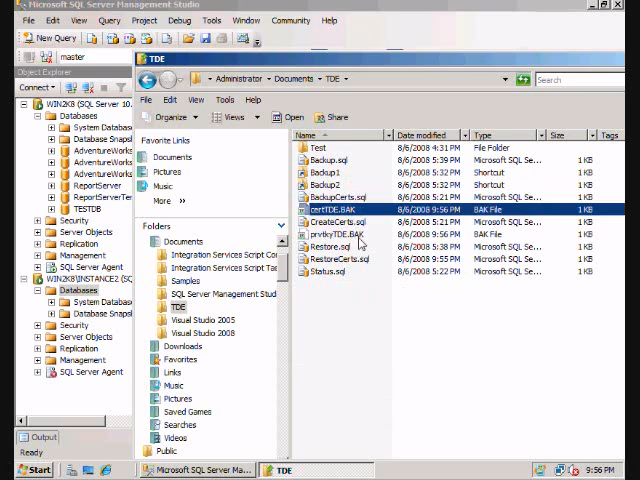 Microsoft SQL Server Management Studio
File Edit View Query Project Debug Tools Window Community Help
New Query
master
Object Explorer
Connect
WIN2K8 (SQL Server 10.
Databases
System Database
Database Snaps
AdventureWorks
AdventureWorks
AdventureWorks
ReportServer
ReportServerTem
TESTDB
Security
Server Objects
Replication
Management
SQL Server Agent
WIN2K8\INSTANCE2 (SQ
Databases
System Databas
Database Snaps
Security
Server Objects
Replication
Management
SQL Server Agent
Output
Ready
TDE
Administrator Documents TDE
Search
File Edit View Tools Help
Organize Views Open Share
Favorite Links
Documents
Pictures
Music
More »
Folders
Documents
Integration Services Script Com
Integration Services Script Tas
Samples
SQL Server Management Studi
TDE
Visual Studio 2005
Visual Studio 2008
Downloads
Favorites
Links
Music
Pictures
Saved Games
Searches
Videos
Public
Name Date modified Type Size Tags
Test 8/6/2008 4:31 PM File Folder
Backup.sql 8/6/2008 5:39 PM Microsoft SQL Se... 1 KB
Backup1 8/6/2008 5:32 PM Shortcut 1 KB
Backup2 8/6/2008 5:32 PM Shortcut 1 KB
BackupCerts.sql 8/6/2008 5:21 PM Microsoft SQL Se... 1 KB
certTDE.BAK 8/6/2008 9:56 PM BAK File 1 KB
CreateCerts.sql 8/6/2008 5:21 PM Microsoft SQL Se... 1 KB
prvtkyTDE.BAK 8/6/2008 9:56 PM BAK File 1 KB
Restore.sql 8/6/2008 5:38 PM Microsoft SQL Se... 1 KB
RestoreCerts.sql 8/6/2008 9:55 PM Microsoft SQL Se... 1 KB
Status.sql 8/6/2008 5:22 PM Microsoft SQL Se... 1 KB
Start Microsoft SQL Server Ma... TDE 9:56 PM